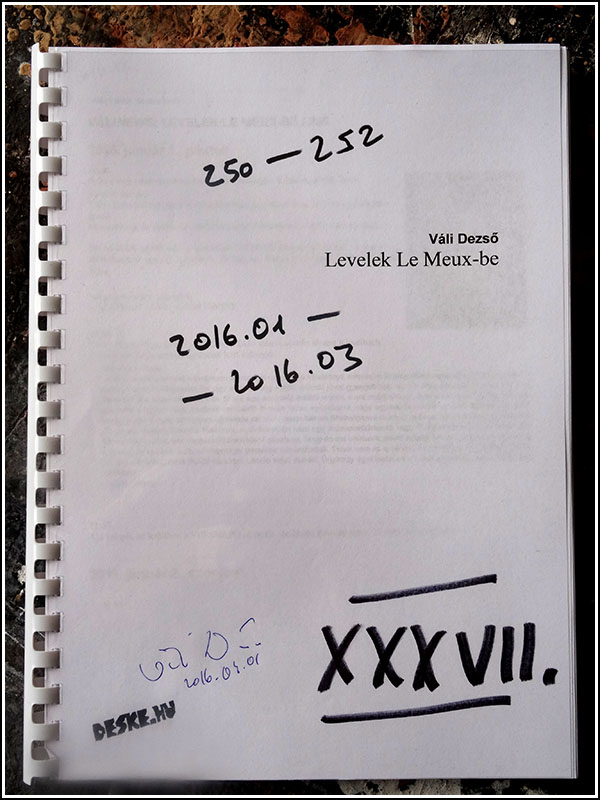 250 — 252
Váli Dezső
Levelek Le Meux-be
2016.01 —
— 2016.03
XXXVII.
2016.04.01
DESKE.HU